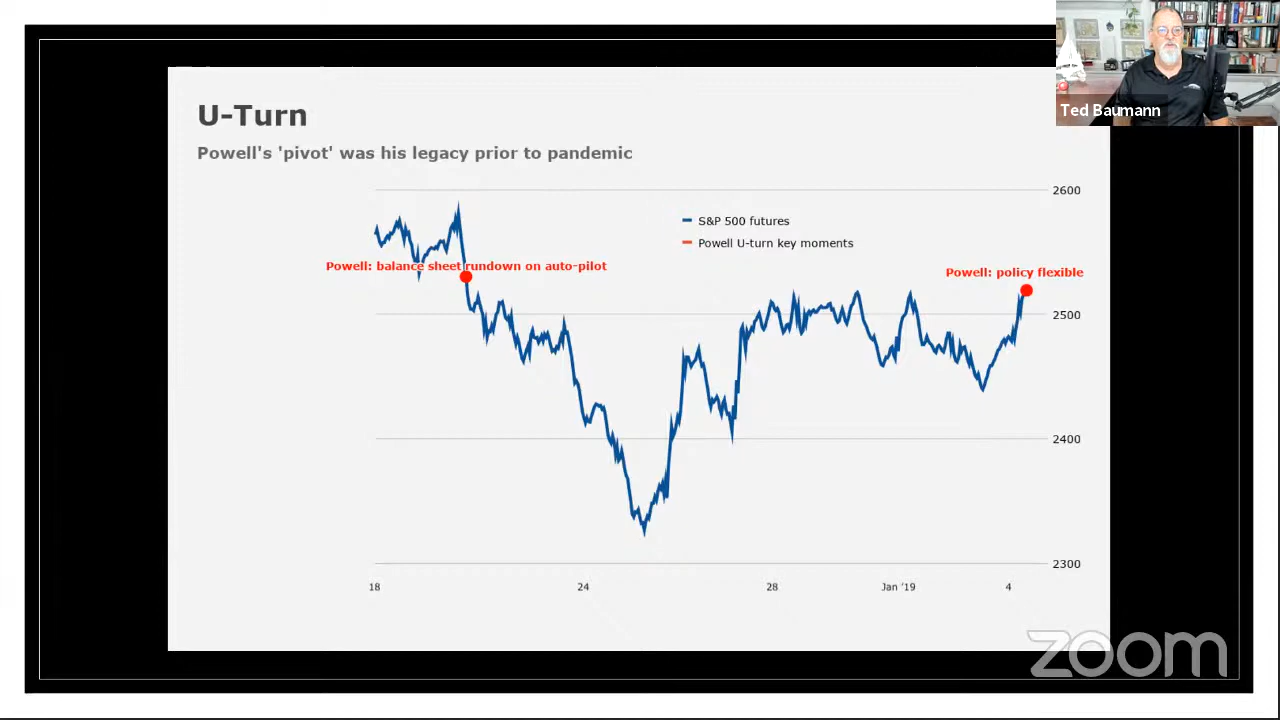 Ted Baumann
U-Turn
Powell's 'pivot' was his legacy prior to pandemic
2600
S&P 500 futures
Powell U-turn key moments
Powell: balance sheet rundown on auto-pilot
Powell: policy flexible
2500
2400
2300
18 24 28 Jan '19 4
zoom